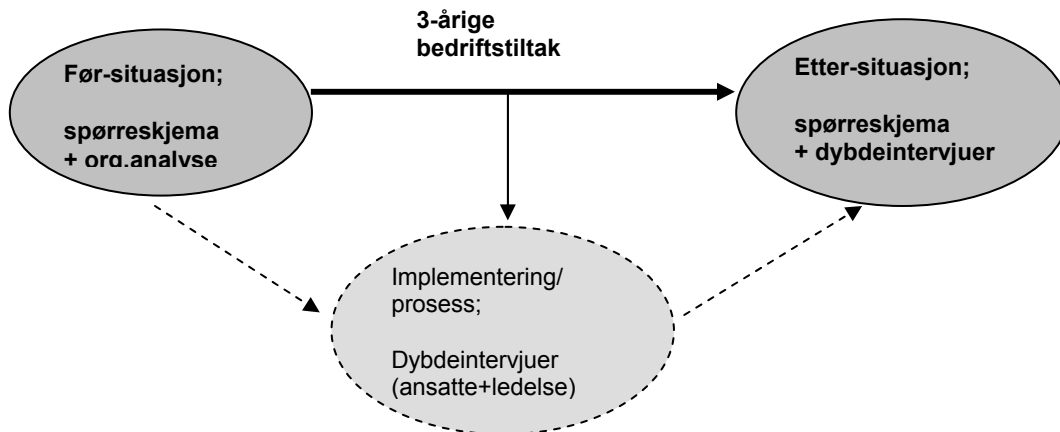 3-årige
bedriftstiltak
Før-situasjon;
spørreskjema
+ org.analyse
Etter-situasjon;
spørreskjema
+ dybdeintervjuer
Implementering/
prosess;
Dybdeintervjuer
(ansatte+ledelse)